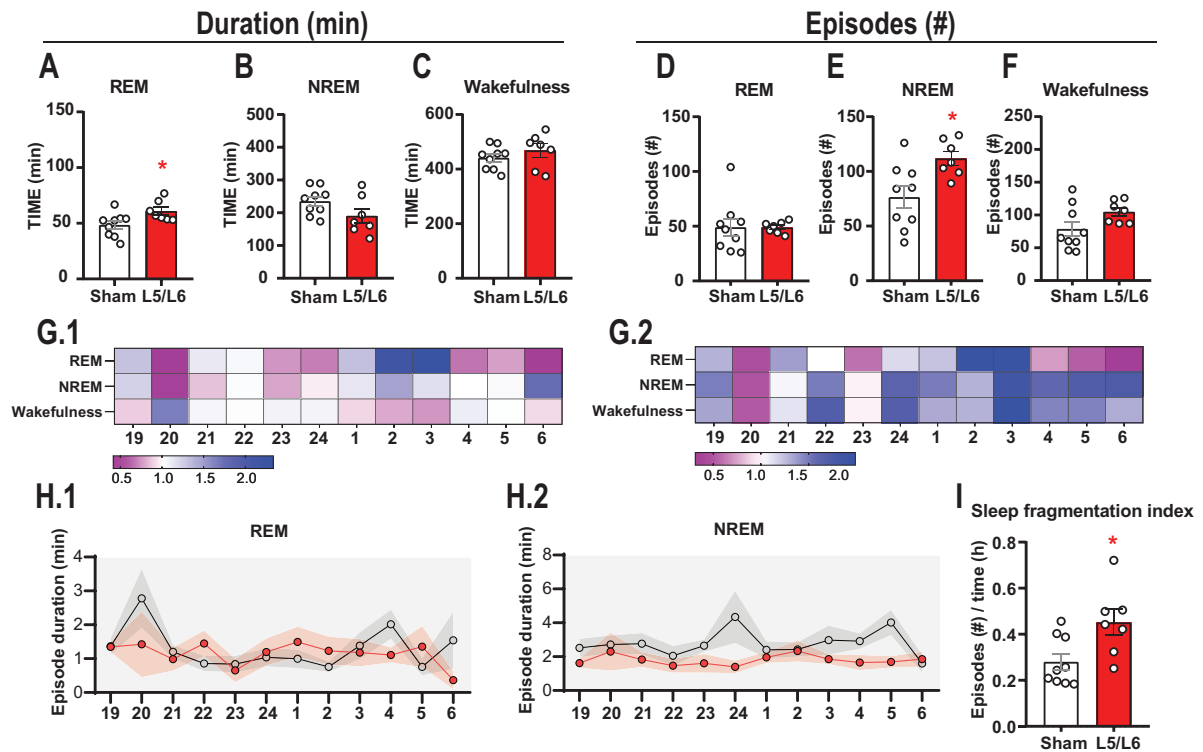 Duration (min)
Episodes (#)
A
B
C
D
E
F
REM
NREM
Wakefulness
REM
NREM
Wakefulness
TIME (min)
150
100
50
0
*
Sham L5/L6
TIME (min)
500
400
300
200
100
0
Sham L5/L6
TIME (min)
600
400
200
0
Sham L5/L6
Episodes (#)
150
100
50
0
Sham L5/L6
Episodes (#)
150
100
50
0
*
Sham L5/L6
Episodes (#)
250
200
150
100
50
0
Sham L5/L6
G.1
REM
NREM
Wakefulness
19 20 21 22 23 24 1 2 3 4 5 6
0.5 1.0 1.5 2.0
G.2
REM
NREM
Wakefulness
19 20 21 22 23 24 1 2 3 4 5 6
0.5 1.0 1.5 2.0
H.1
REM
Episode duration (min)
4
3
2
1
0
19 20 21 22 23 24 1 2 3 4 5 6
H.2
NREM
Episode duration (min)
8
6
4
2
0
19 20 21 22 23 24 1 2 3 4 5 6
I
Sleep fragmentation index
Episodes (#) / time (h)
0.8
0.6
0.4
0.2
0.0
*
Sham L5/L6